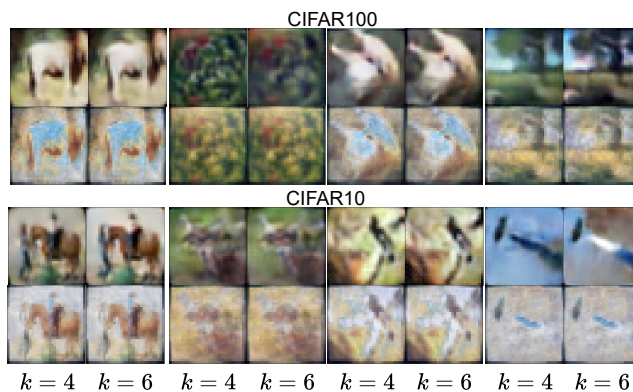 CIFAR100
CIFAR10
k = 4 k = 6 k = 4 k = 6 k = 4 k = 6 k = 4 k = 6